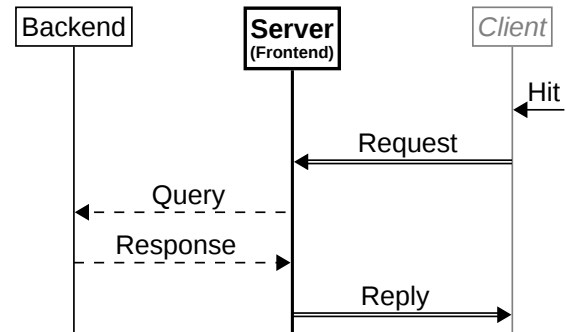 Backend
Server
(Frontend)
Client
Hit
Request
Query
Response
Reply